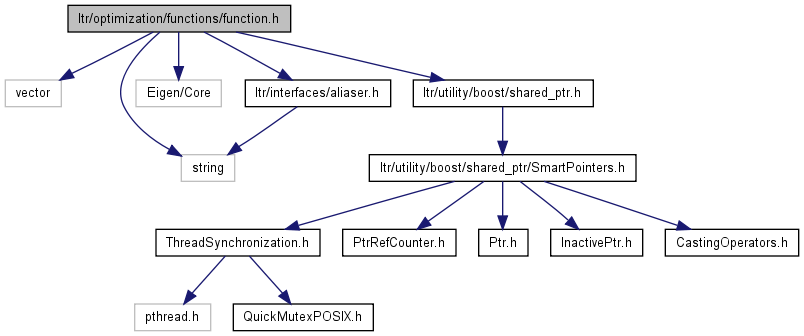 ltr/optimization/functions/function.h
vector
Eigen/Core
ltr/interfaces/aliaser.h
ltr/utility/boost/shared_ptr.h
string
ltr/utility/boost/shared_ptr/SmartPointers.h
ThreadSynchronization.h
PtrRefCounter.h
Ptr.h
InactivePtr.h
CastingOperators.h
pthread.h
QuickMutexPOSIX.h